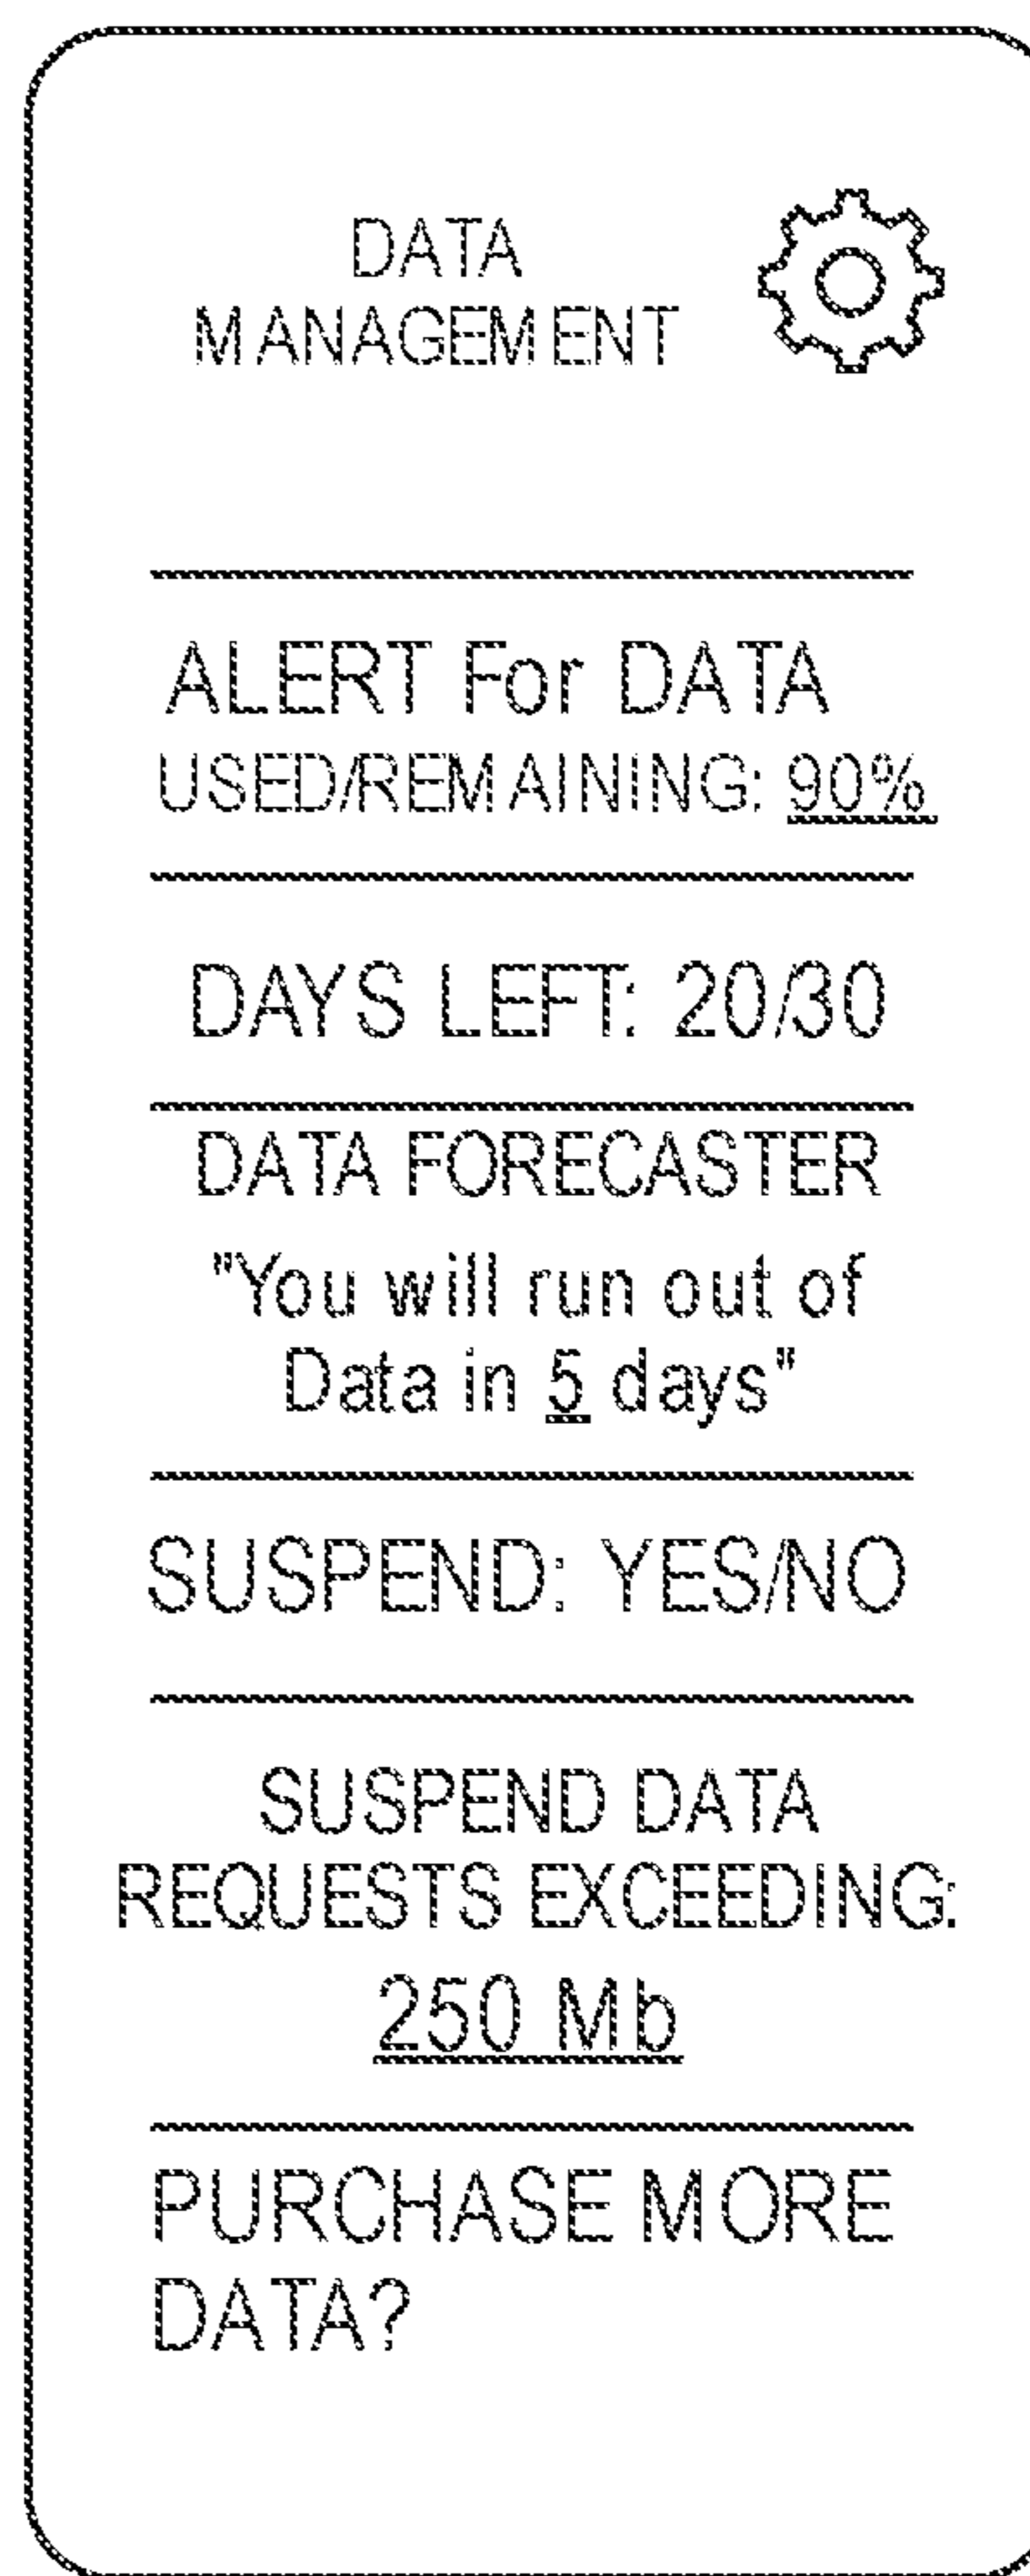 DATA
MANAGEMENT
ALERT For DATA
USED/REMAINING: 90%
DAYS LEFT: 20/30
DATA FORECASTER
"You will run out of
Data in 5 days"
SUSPEND: YES/NO
SUSPEND DATA
REQUESTS EXCEEDING:
250 Mb
PURCHASE MORE
DATA?